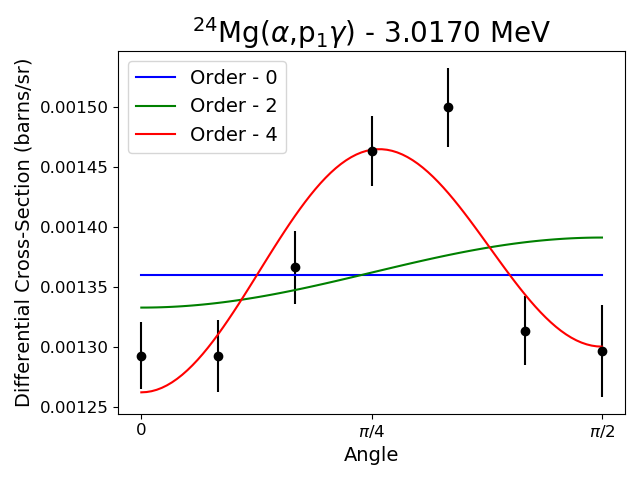 ²⁴Mg(α,p₁γ) - 3.0170 MeV
Order - 0
Order - 2
Order - 4
Differential Cross-Section (barns/sr)
0.00150
0.00145
0.00140
0.00135
0.00130
0.00125
0
π/4
π/2
Angle